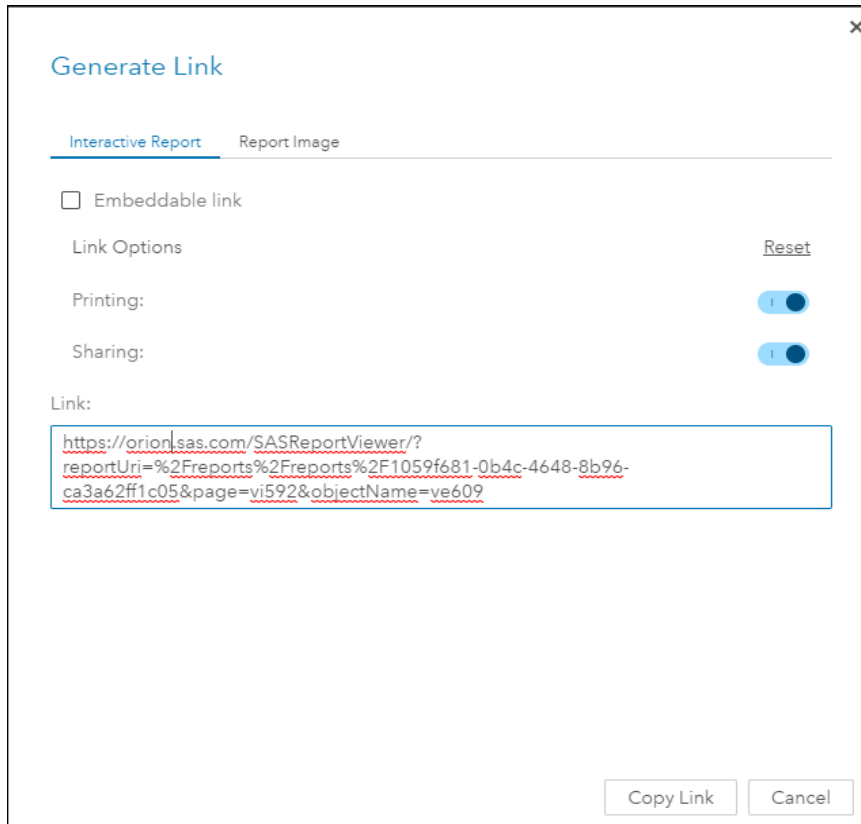 Generate Link
Interactive Report Report Image
Embeddable link
Link Options Reset
Printing:
Sharing:
Link:
https://orion.sas.com/SASReportViewer/?
reportUri=%2Freports%2Freports%2F1059f681-0b4c-4648-8b96-
ca3a62ff1c05&page=vi592&objectName=ve609
Copy Link Cancel